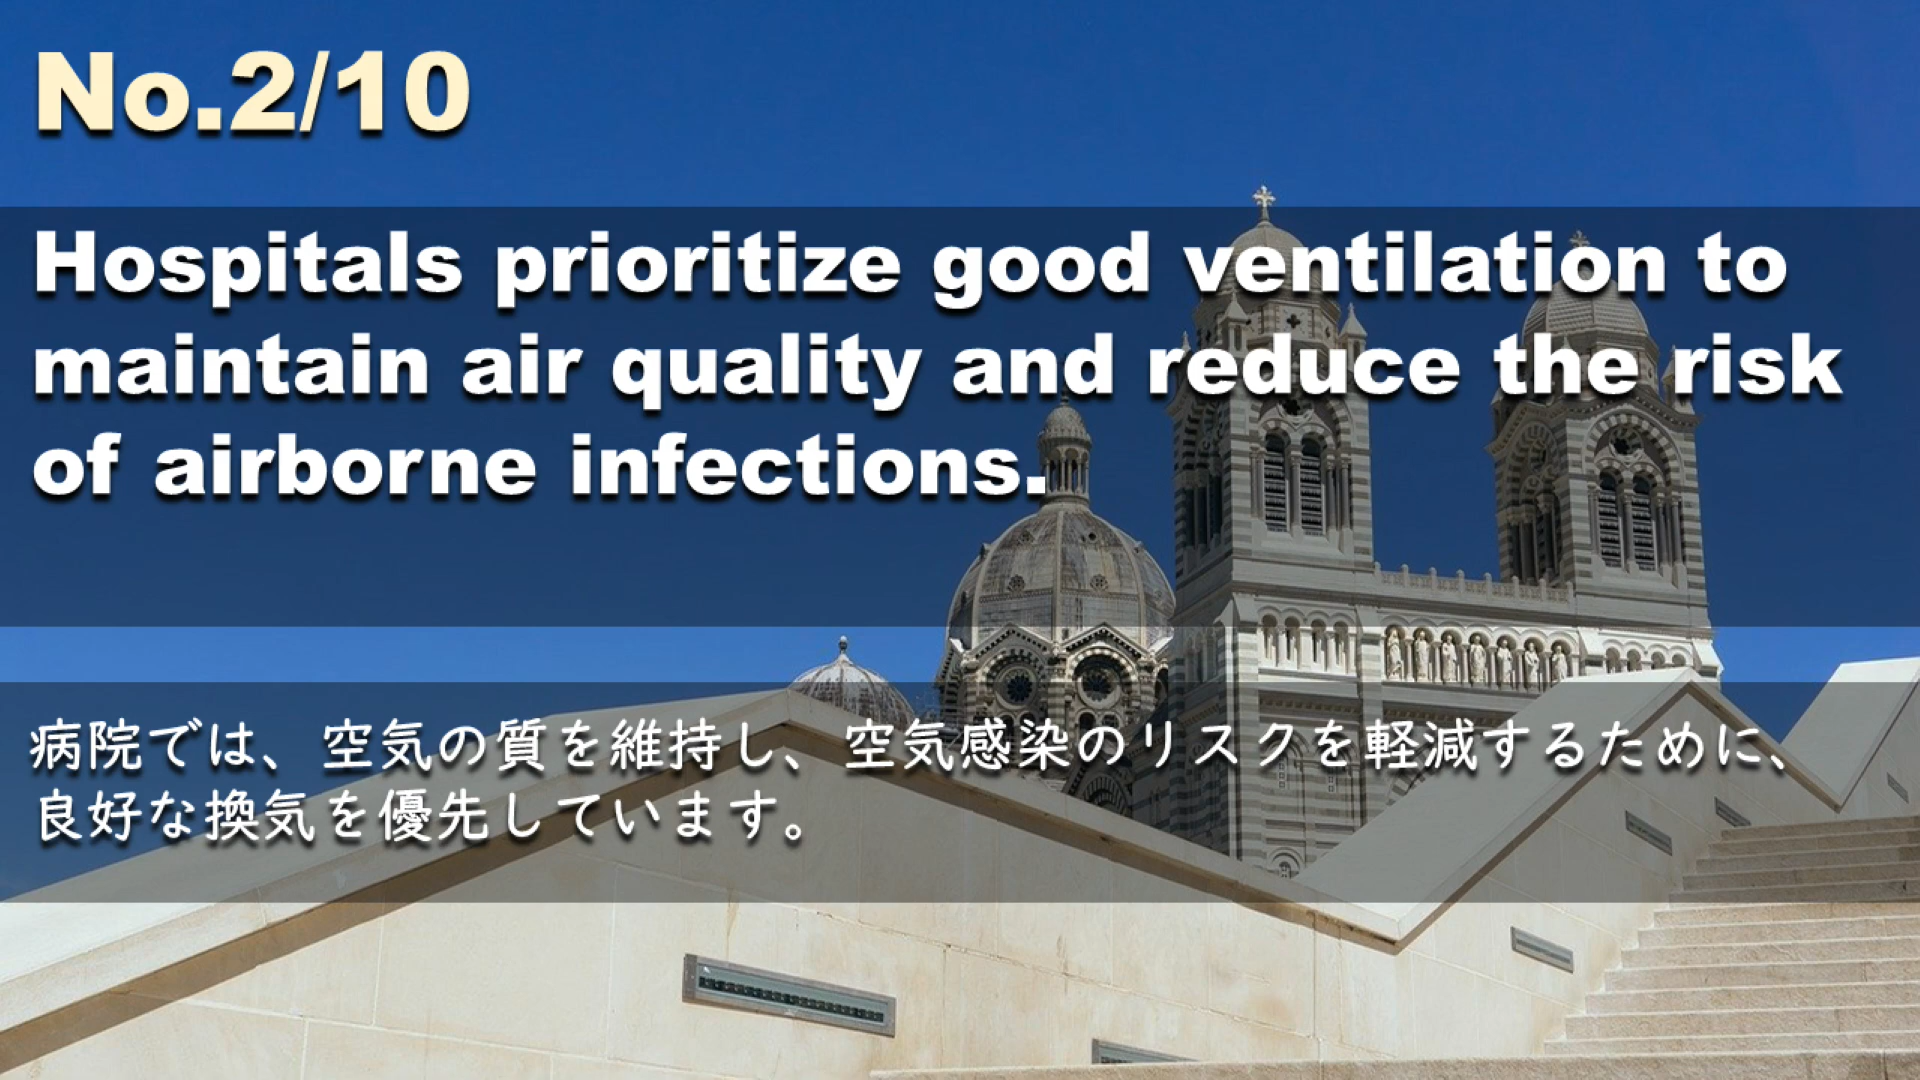 No.2/10
Hospitals prioritize good ventilation to
maintain air quality and reduce the risk
of airborne infections.
病院では、空気の質を維持し、空気感染のリスクを軽減するために、
良好な換気を優先しています。